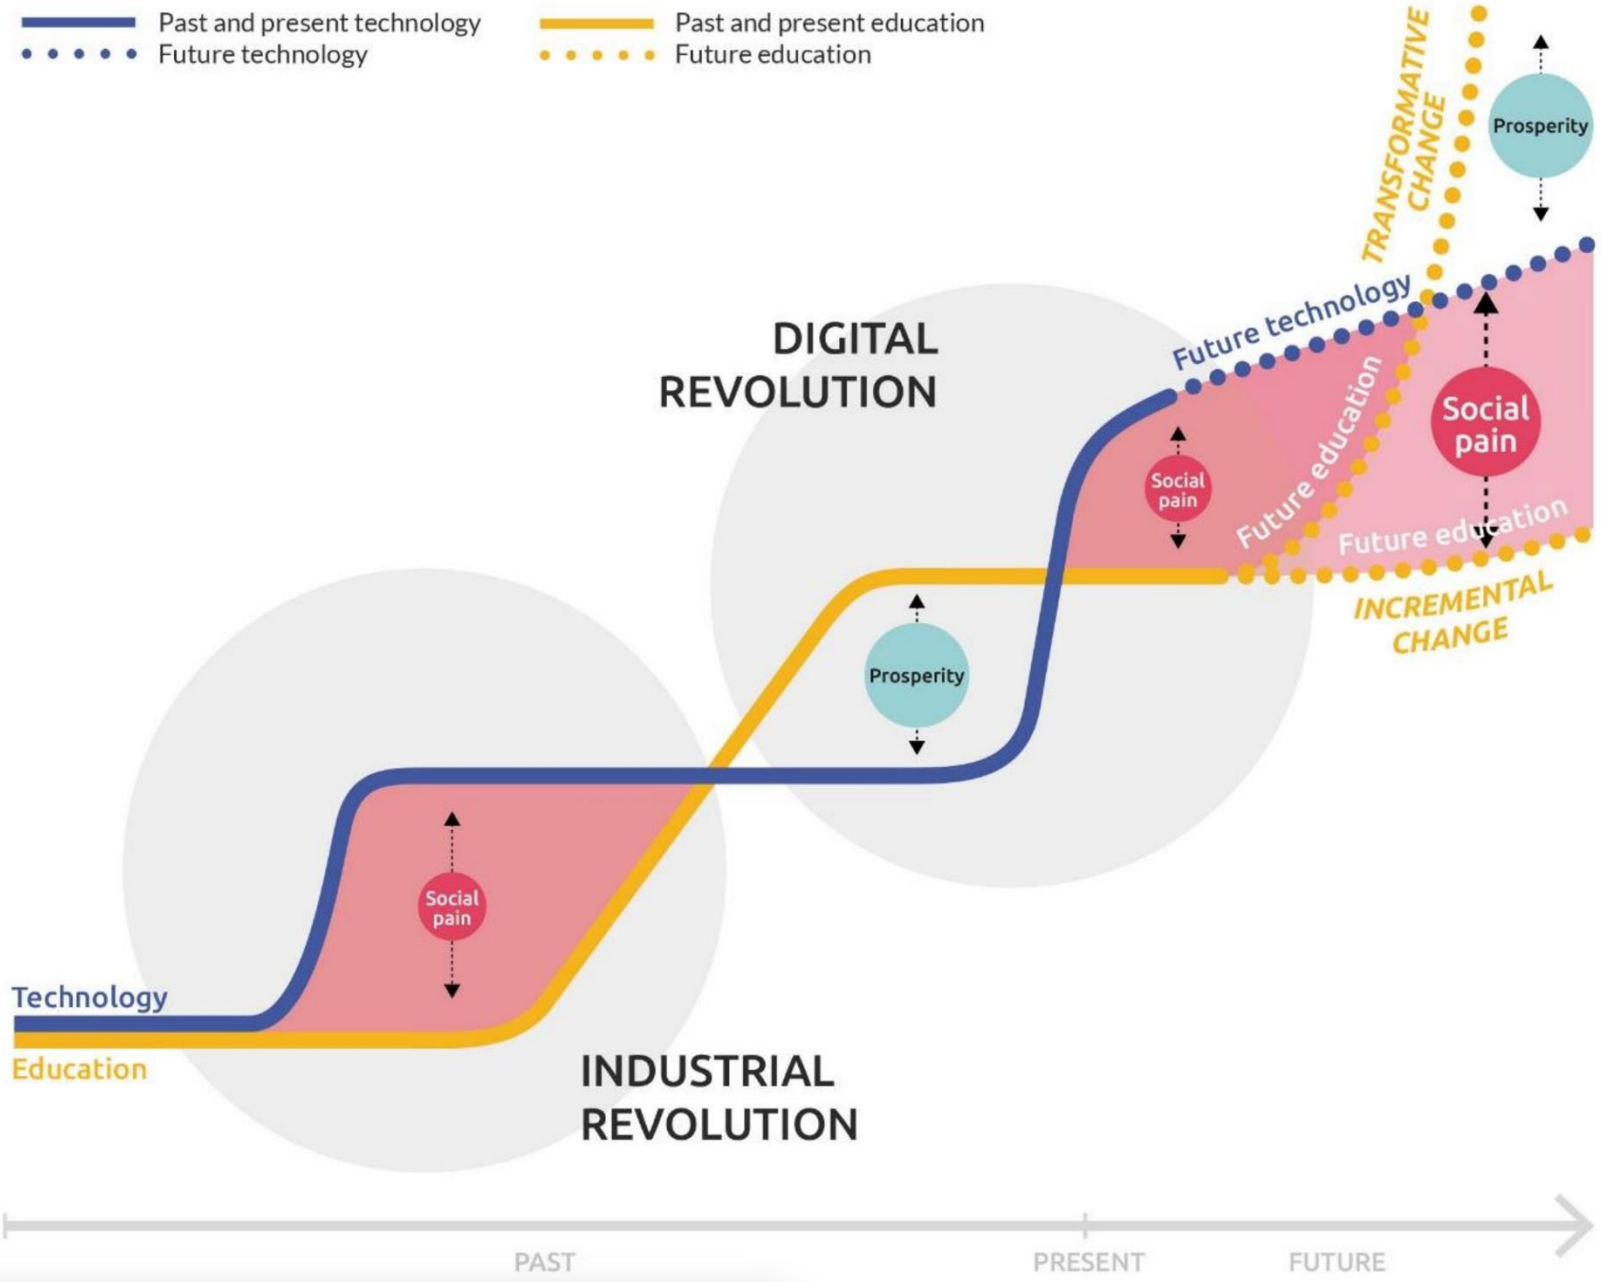 Past and present technology
Future technology
Past and present education
Future education
TRANSFORMATIVE
CHANGE
Prosperity
DIGITAL
REVOLUTION
Future technology
Future education
Social
pain
Social
pain
Future education
INCREMENTAL
CHANGE
Prosperity
Social
pain
Technology
Education
INDUSTRIAL
REVOLUTION
PAST
PRESENT
FUTURE